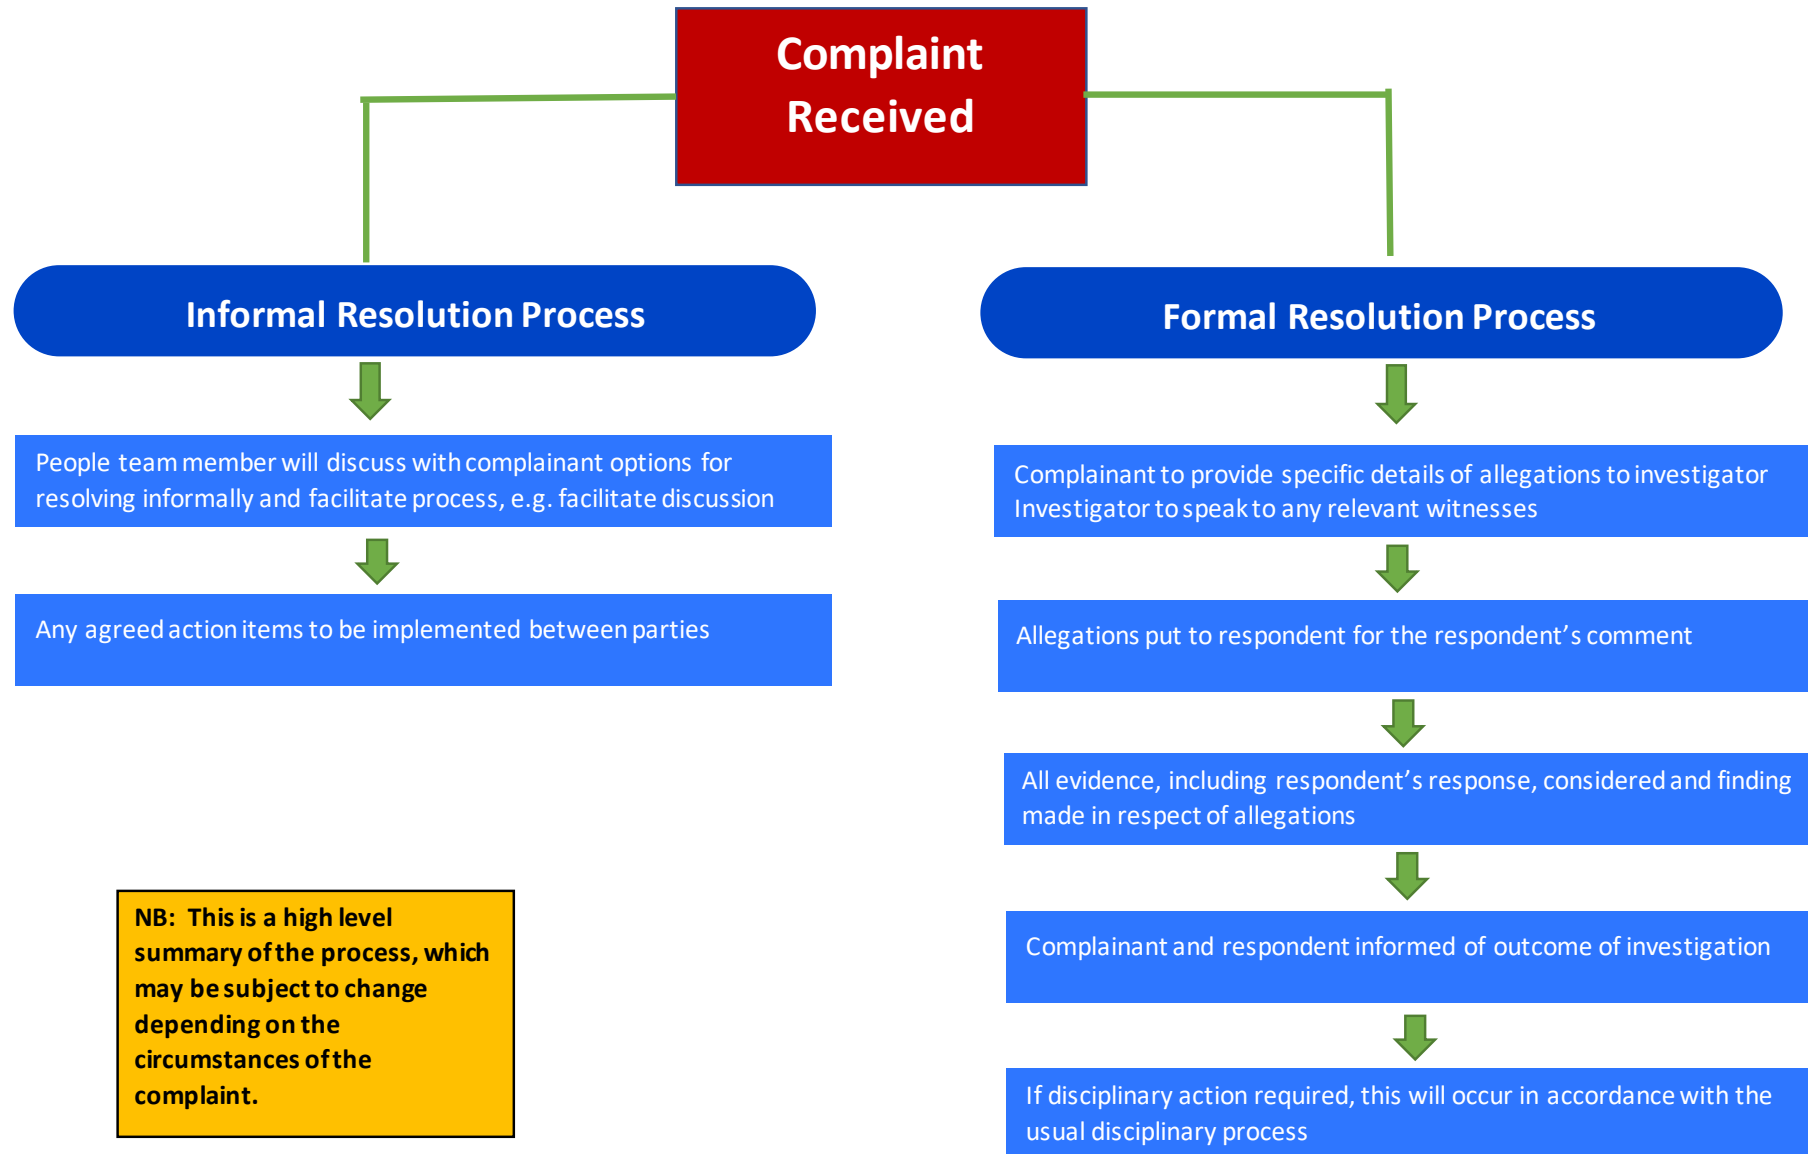 Complaint
Received
Informal Resolution Process
People team member will discuss with complainant options for
resolving informally and facilitate process, e.g. facilitate discussion
Any agreed action items to be implemented between parties
Formal Resolution Process
Complainant to provide specific details of allegations to investigator
Investigator to speak to any relevant witnesses
Allegations put to respondent for the respondent’s comment
All evidence, including respondent’s response, considered and finding
made in respect of allegations
Complainant and respondent informed of outcome of investigation
If disciplinary action required, this will occur in accordance with the
usual disciplinary process
NB:  This is a high level
summary of the process, which
may be subject to change
depending on the
circumstances of the
complaint.